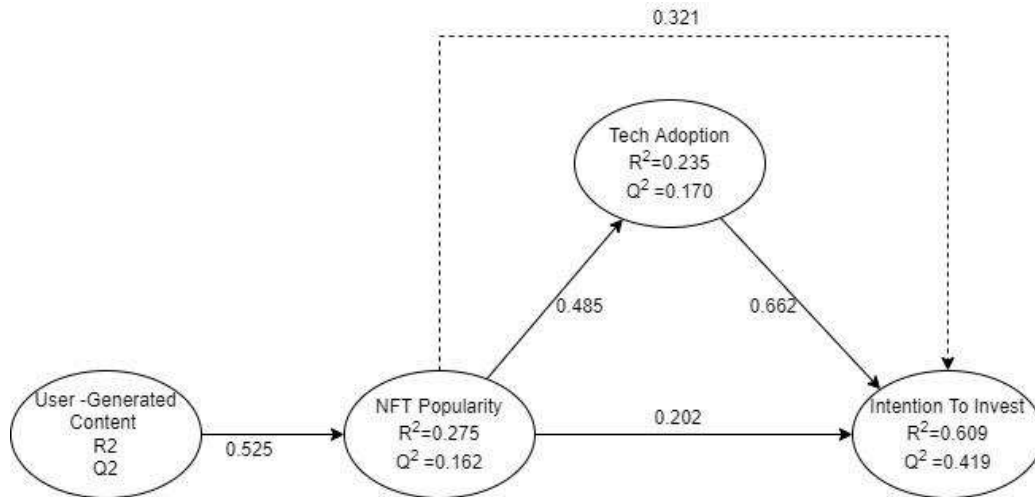 0.321
Tech Adoption
R²=0.235
Q² =0.170
0.485
0.662
User -Generated
Content
R2
Q2
0.525
NFT Popularity
R²=0.275
Q²=0.162
0.202
Intention To Invest
R²=0.609
Q² =0.419